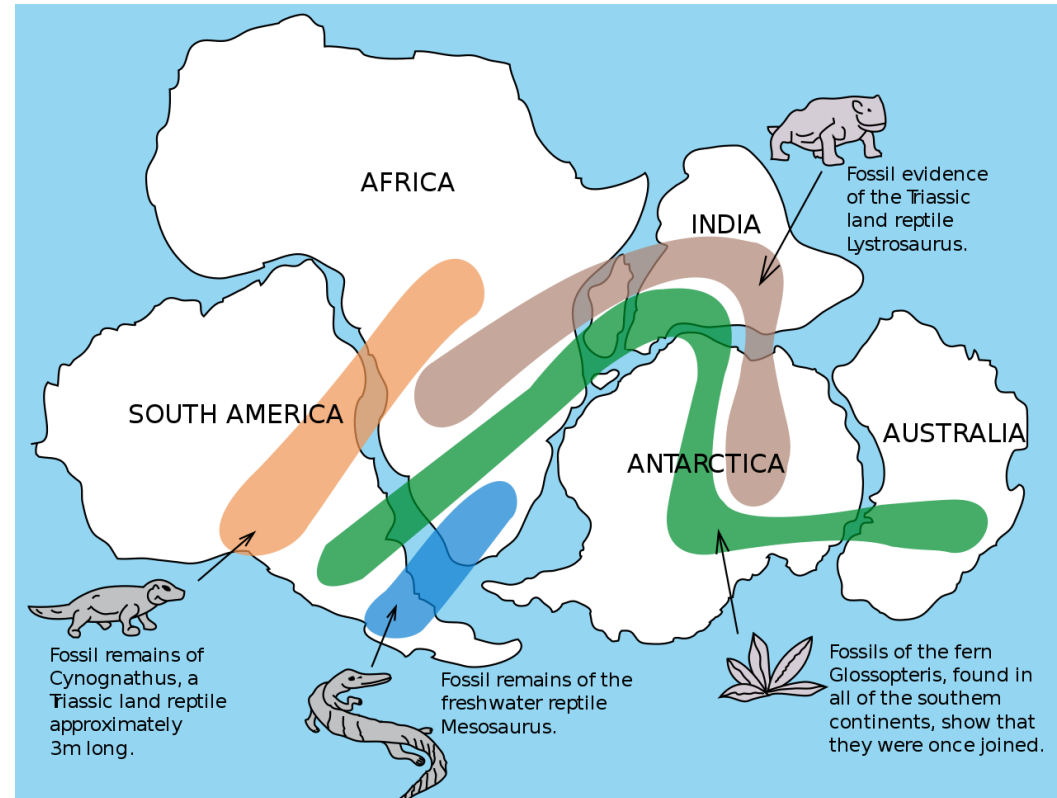 AFRICA
INDIA
Fossil evidence
of the Triassic
land reptile
Lystrosaurus.
SOUTH AMERICA
AUSTRALIA
ANTARCTICA
Fossil remains of
Cynognathus, a
Triassic land reptile
approximately
3m long.
Fossil remains of the
freshwater reptile
Mesosaurus.
Fossils of the fern
Glossopteris, found in
all of the southem
continents, show that
they were once joined.